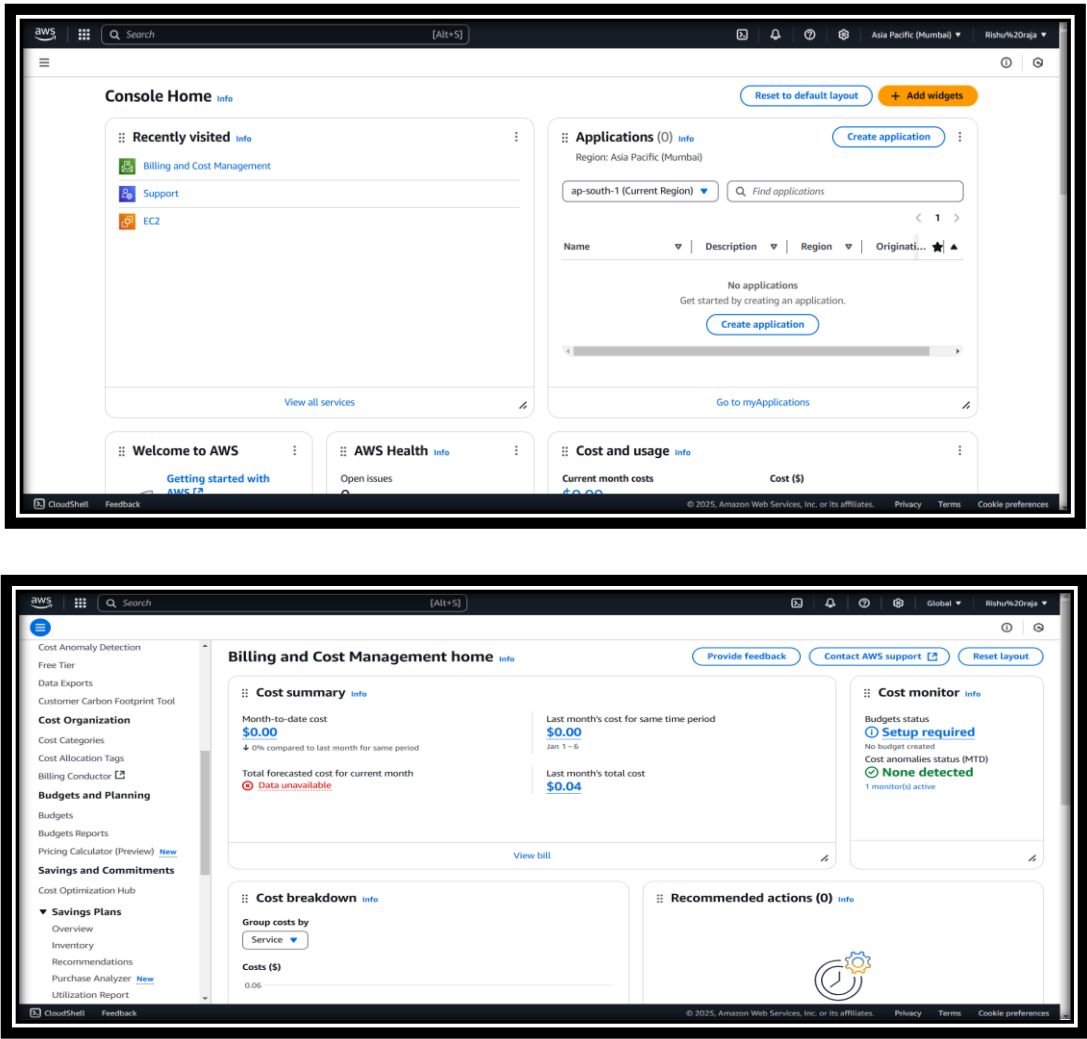 aws
Search [Alt+S]
Asia Pacific (Mumbai) ▼ Rishu%20raja ▼
Console Home Info
Reset to default layout
+ Add widgets
Recently visited Info
Billing and Cost Management
Support
EC2
View all services
Applications (0) Info
Create application
Region: Asia Pacific (Mumbai)
ap-south-1 (Current Region) ▼
Find applications
1
Name Description Region Originati...
No applications
Get started by creating an application.
Create application
Go to myApplications
Welcome to AWS
Getting started with
AWS
AWS Health Info
Open issues
Cost and usage Info
Current month costs Cost ($)
$0.00
CloudShell Feedback
© 2025, Amazon Web Services, Inc. or its affiliates. Privacy Terms Cookie preferences
aws
Search [Alt+S]
Global ▼ Rishu%20raja ▼
Cost Anomaly Detection
Free Tier
Data Exports
Customer Carbon Footprint Tool
Cost Organization
Cost Categories
Cost Allocation Tags
Billing Conductor
Budgets and Planning
Budgets
Budgets Reports
Pricing Calculator (Preview) New
Savings and Commitments
Cost Optimization Hub
▼ Savings Plans
Overview
Inventory
Recommendations
Purchase Analyzer New
Utilization Report
Billing and Cost Management home Info
Provide feedback
Contact AWS support
Reset layout
Cost summary Info
Month-to-date cost
$0.00
↓ 0% compared to last month for same period
Last month's cost for same time period
$0.00
Jan 1 – 6
Total forecasted cost for current month
Data unavailable
Last month's total cost
$0.04
View bill
Cost monitor Info
Budgets status
Setup required
No budget created
Cost anomalies status (MTD)
None detected
1 monitor(s) active
Cost breakdown Info
Group costs by
Service ▼
Costs ($)
0.06
Recommended actions (0) Info
CloudShell Feedback
© 2025, Amazon Web Services, Inc. or its affiliates. Privacy Terms Cookie preferences